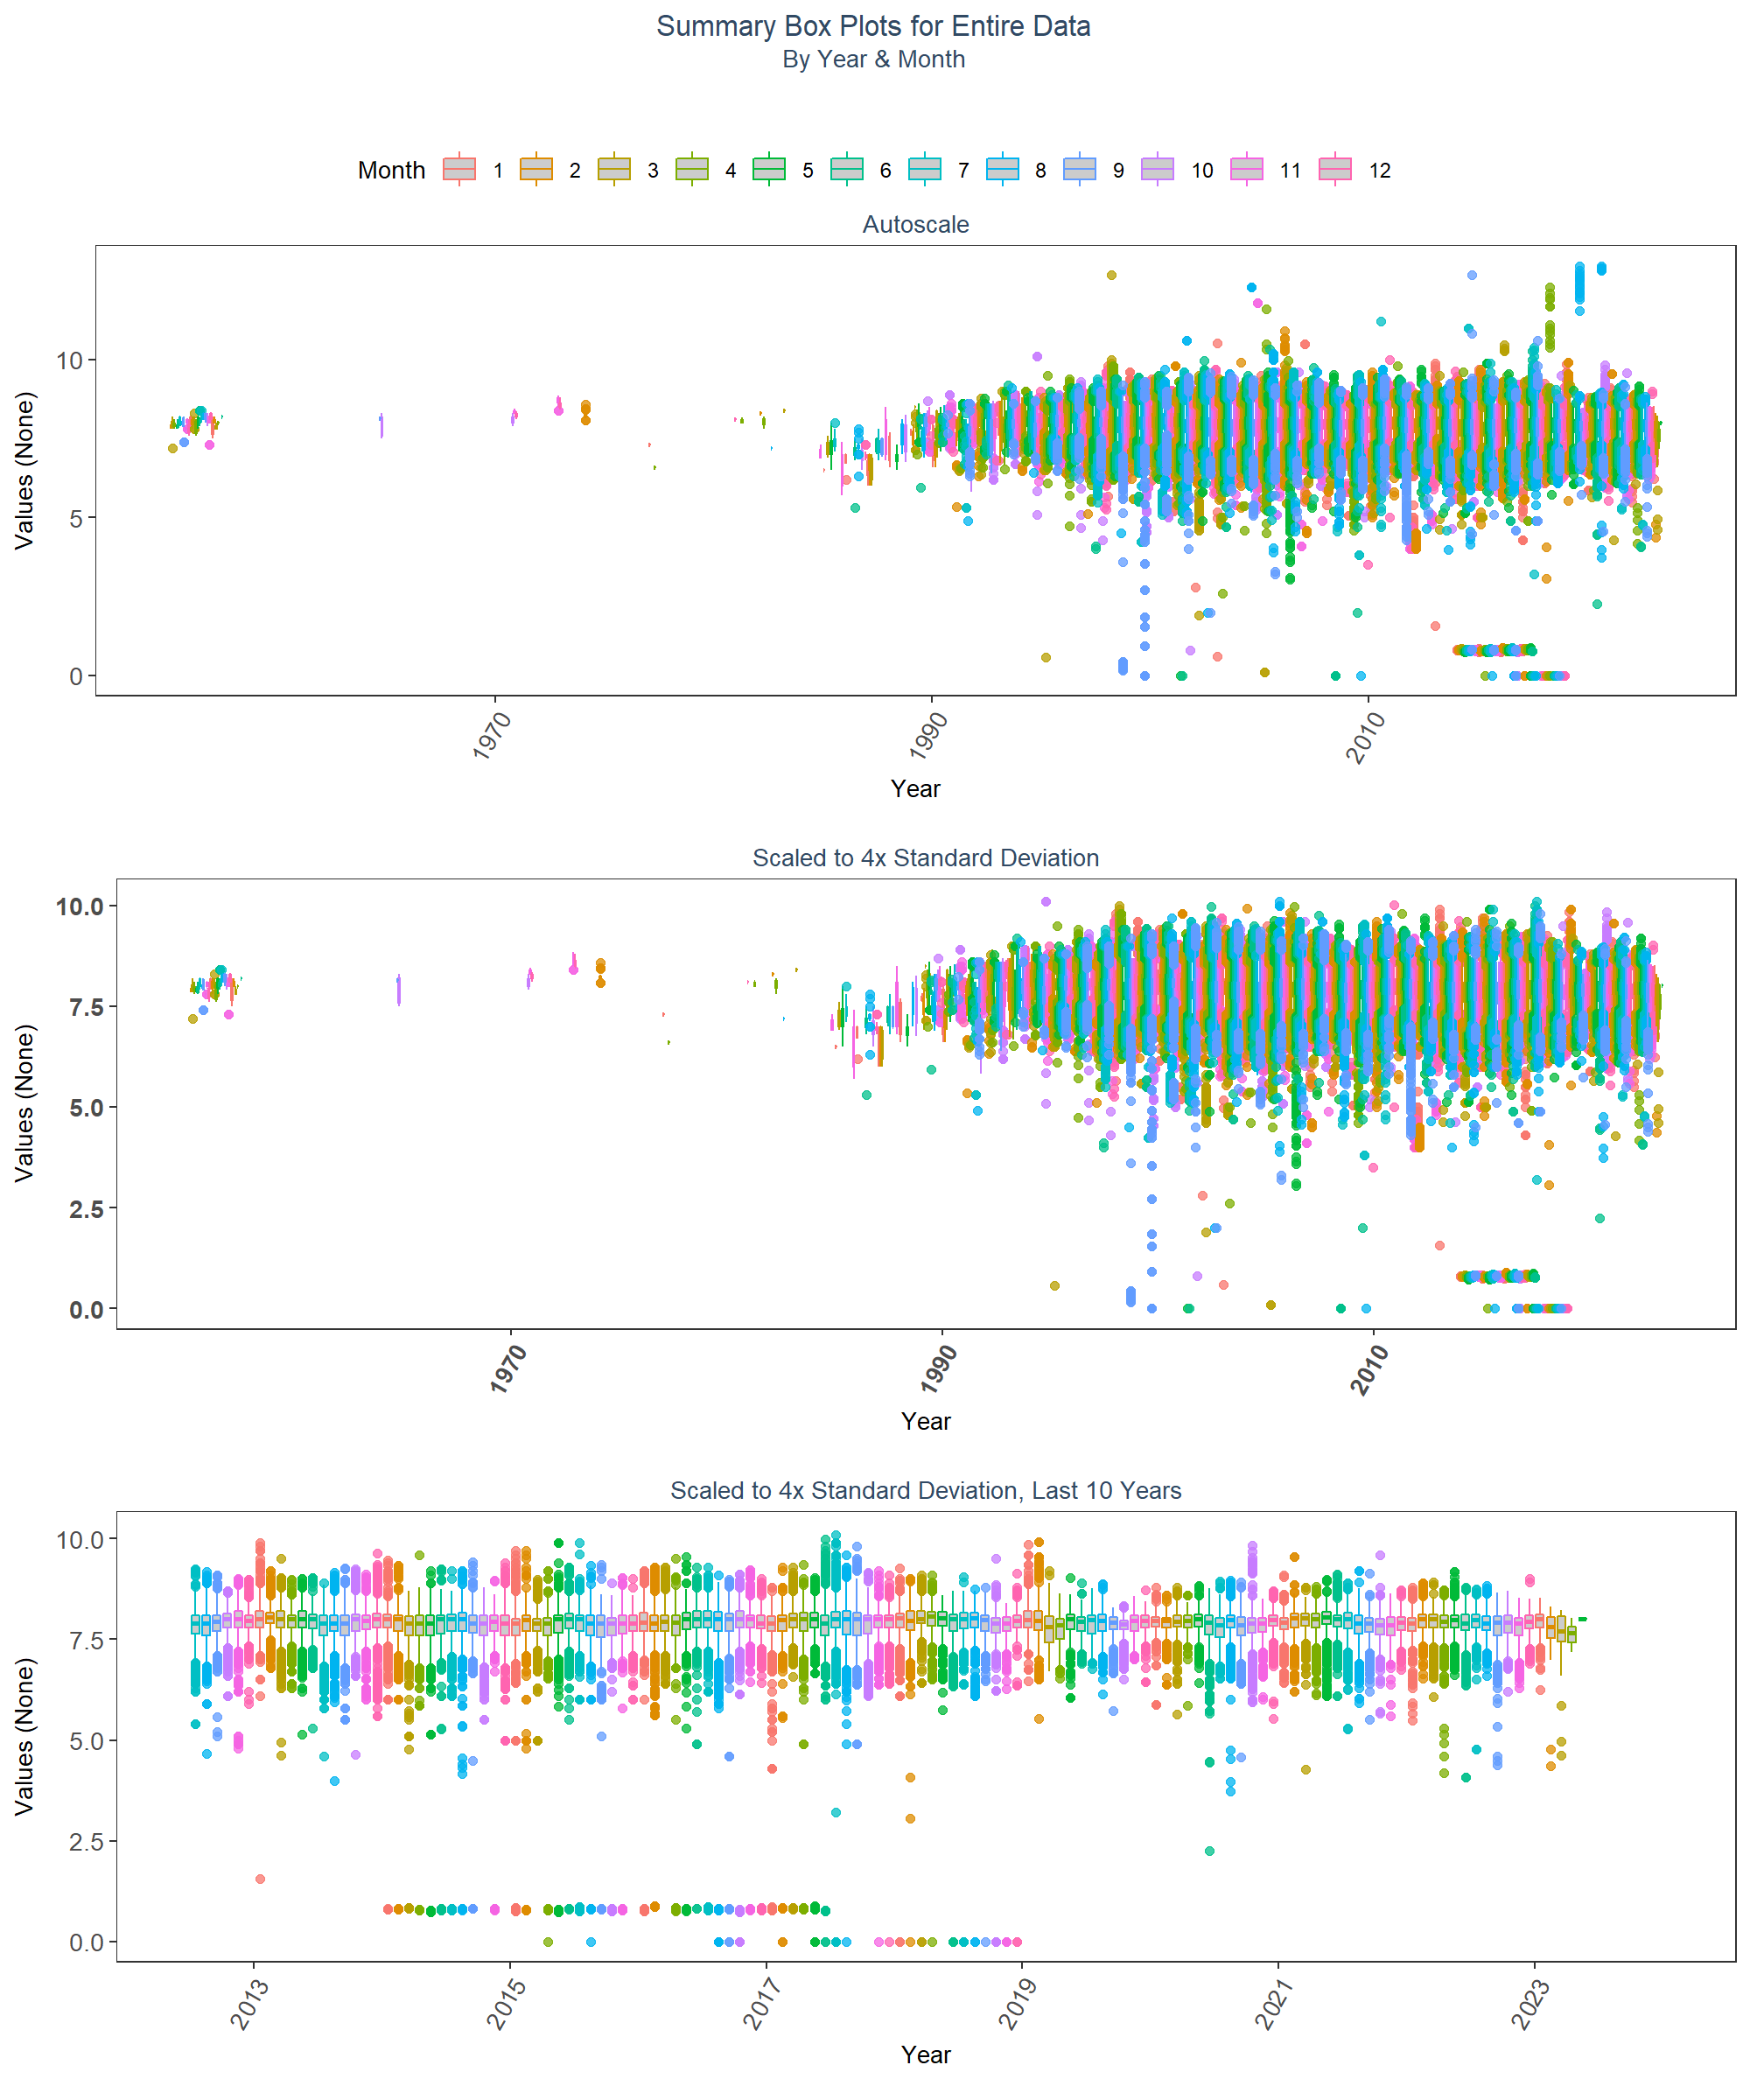 Summary Box Plots for Entire Data
By Year & Month
Month 1 2 3 4 5 6 7 8 9 10 11 12
Autoscale
Values (None)
10
5
0
1970 1990 2010
Year
Scaled to 4x Standard Deviation
Values (None)
10.0
7.5
5.0
2.5
0.0
1970 1990 2010
Year
Scaled to 4x Standard Deviation, Last 10 Years
Values (None)
10.0
7.5
5.0
2.5
0.0
2013 2015 2017 2019 2021 2023
Year